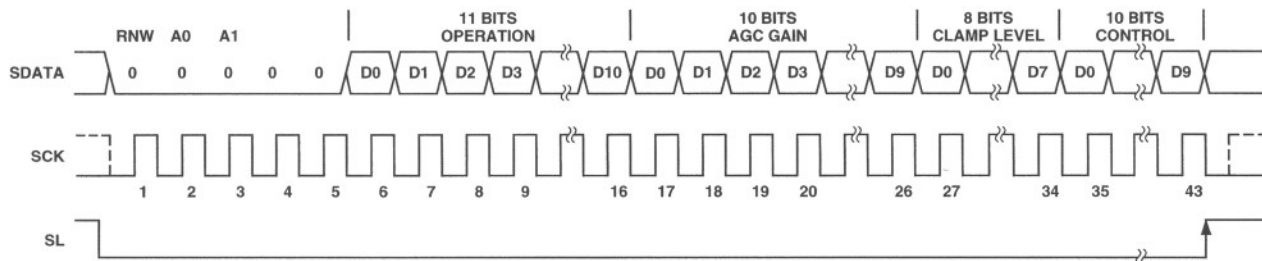 11 BITS 10 BITS 8 BITS 10 BITS
RNW A0 A1 OPERATION AGC GAIN CLAMP LEVEL CONTROL
SDATA 0 0 0 0 0 D0 D1 D2 D3 D10 D0 D1 D2 D3 D9 D0 D7 D0 D9
SCK
1 2 3 4 5 6 7 8 9 16 17 18 19 20 26 27 34 35 43
SL